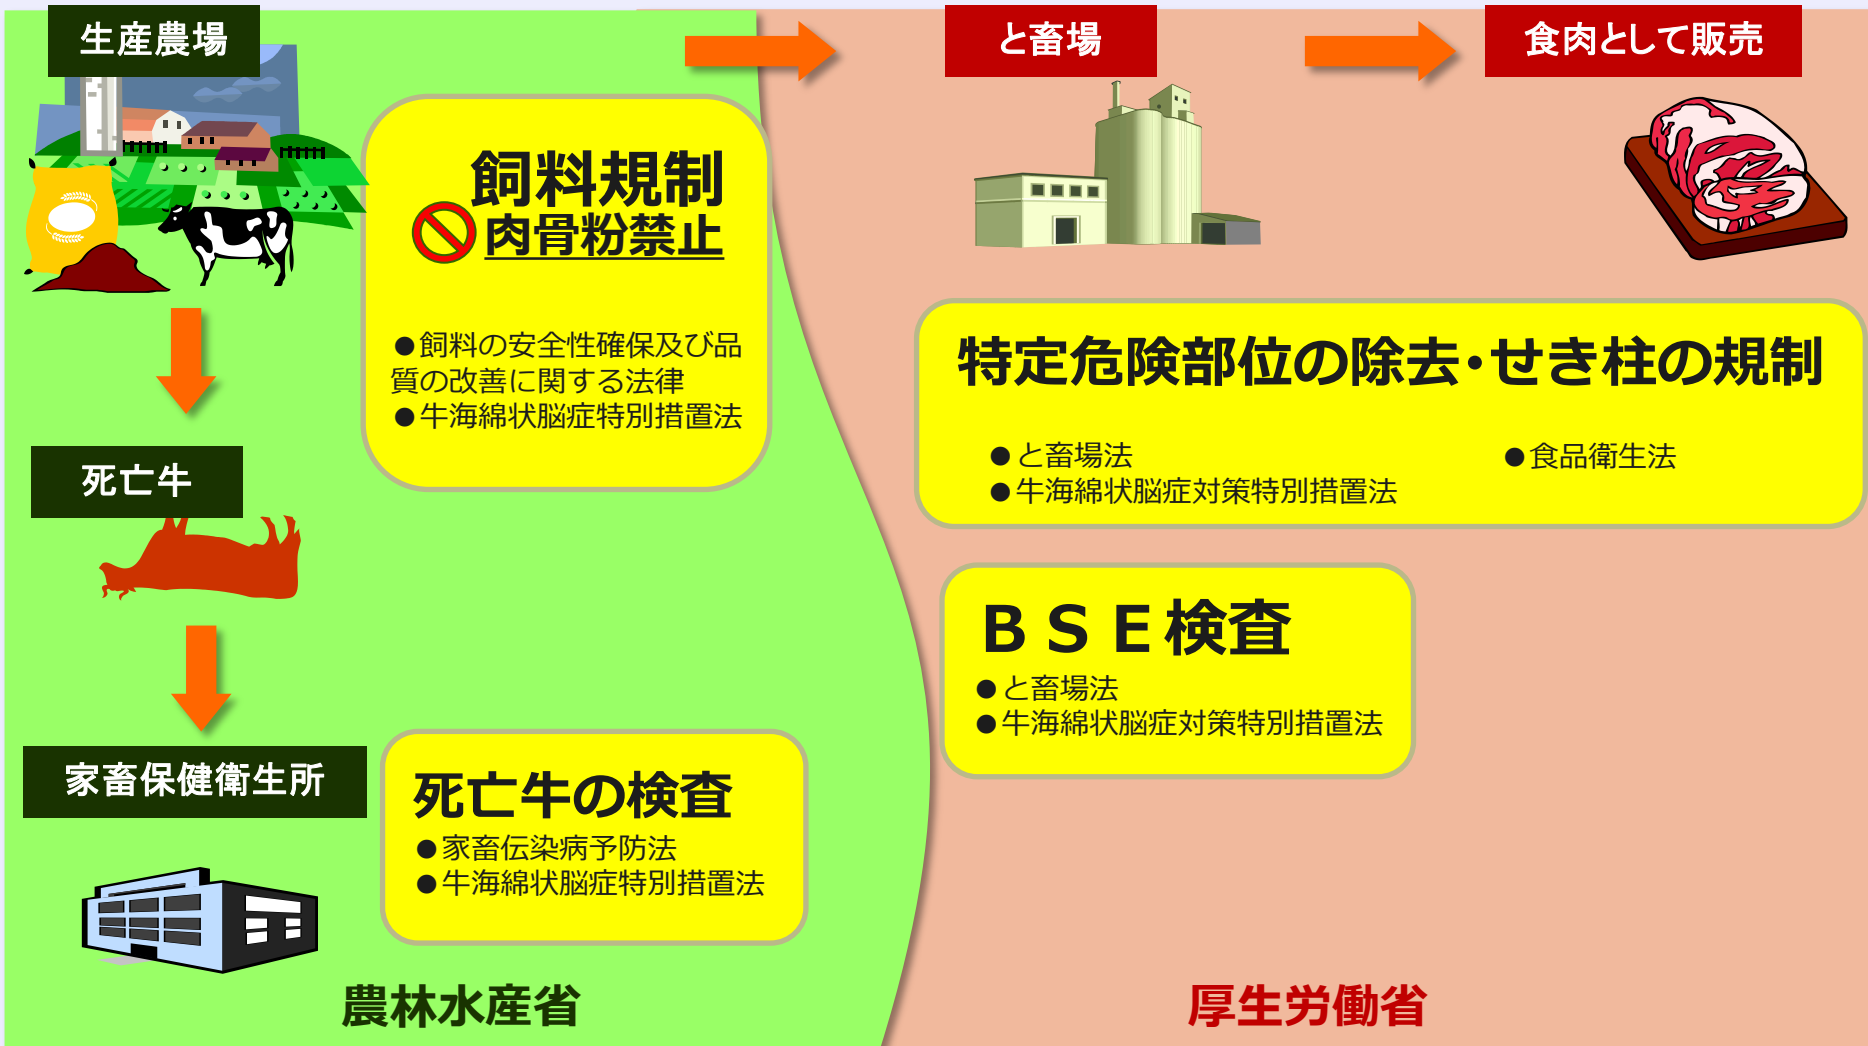 生産農場
と畜場
食肉として販売
飼料規制
肉骨粉禁止
●飼料の安全性確保及び品
質の改善に関する法律
●牛海綿状脳症特別措置法
特定危険部位の除去・せき柱の規制
●と畜場法
●牛海綿状脳症対策特別措置法
●食品衛生法
死亡牛
ＢＳＥ検査
●と畜場法
●牛海綿状脳症対策特別措置法
家畜保健衛生所
死亡牛の検査
●家畜伝染病予防法
●牛海綿状脳症特別措置法
農林水産省
厚生労働省